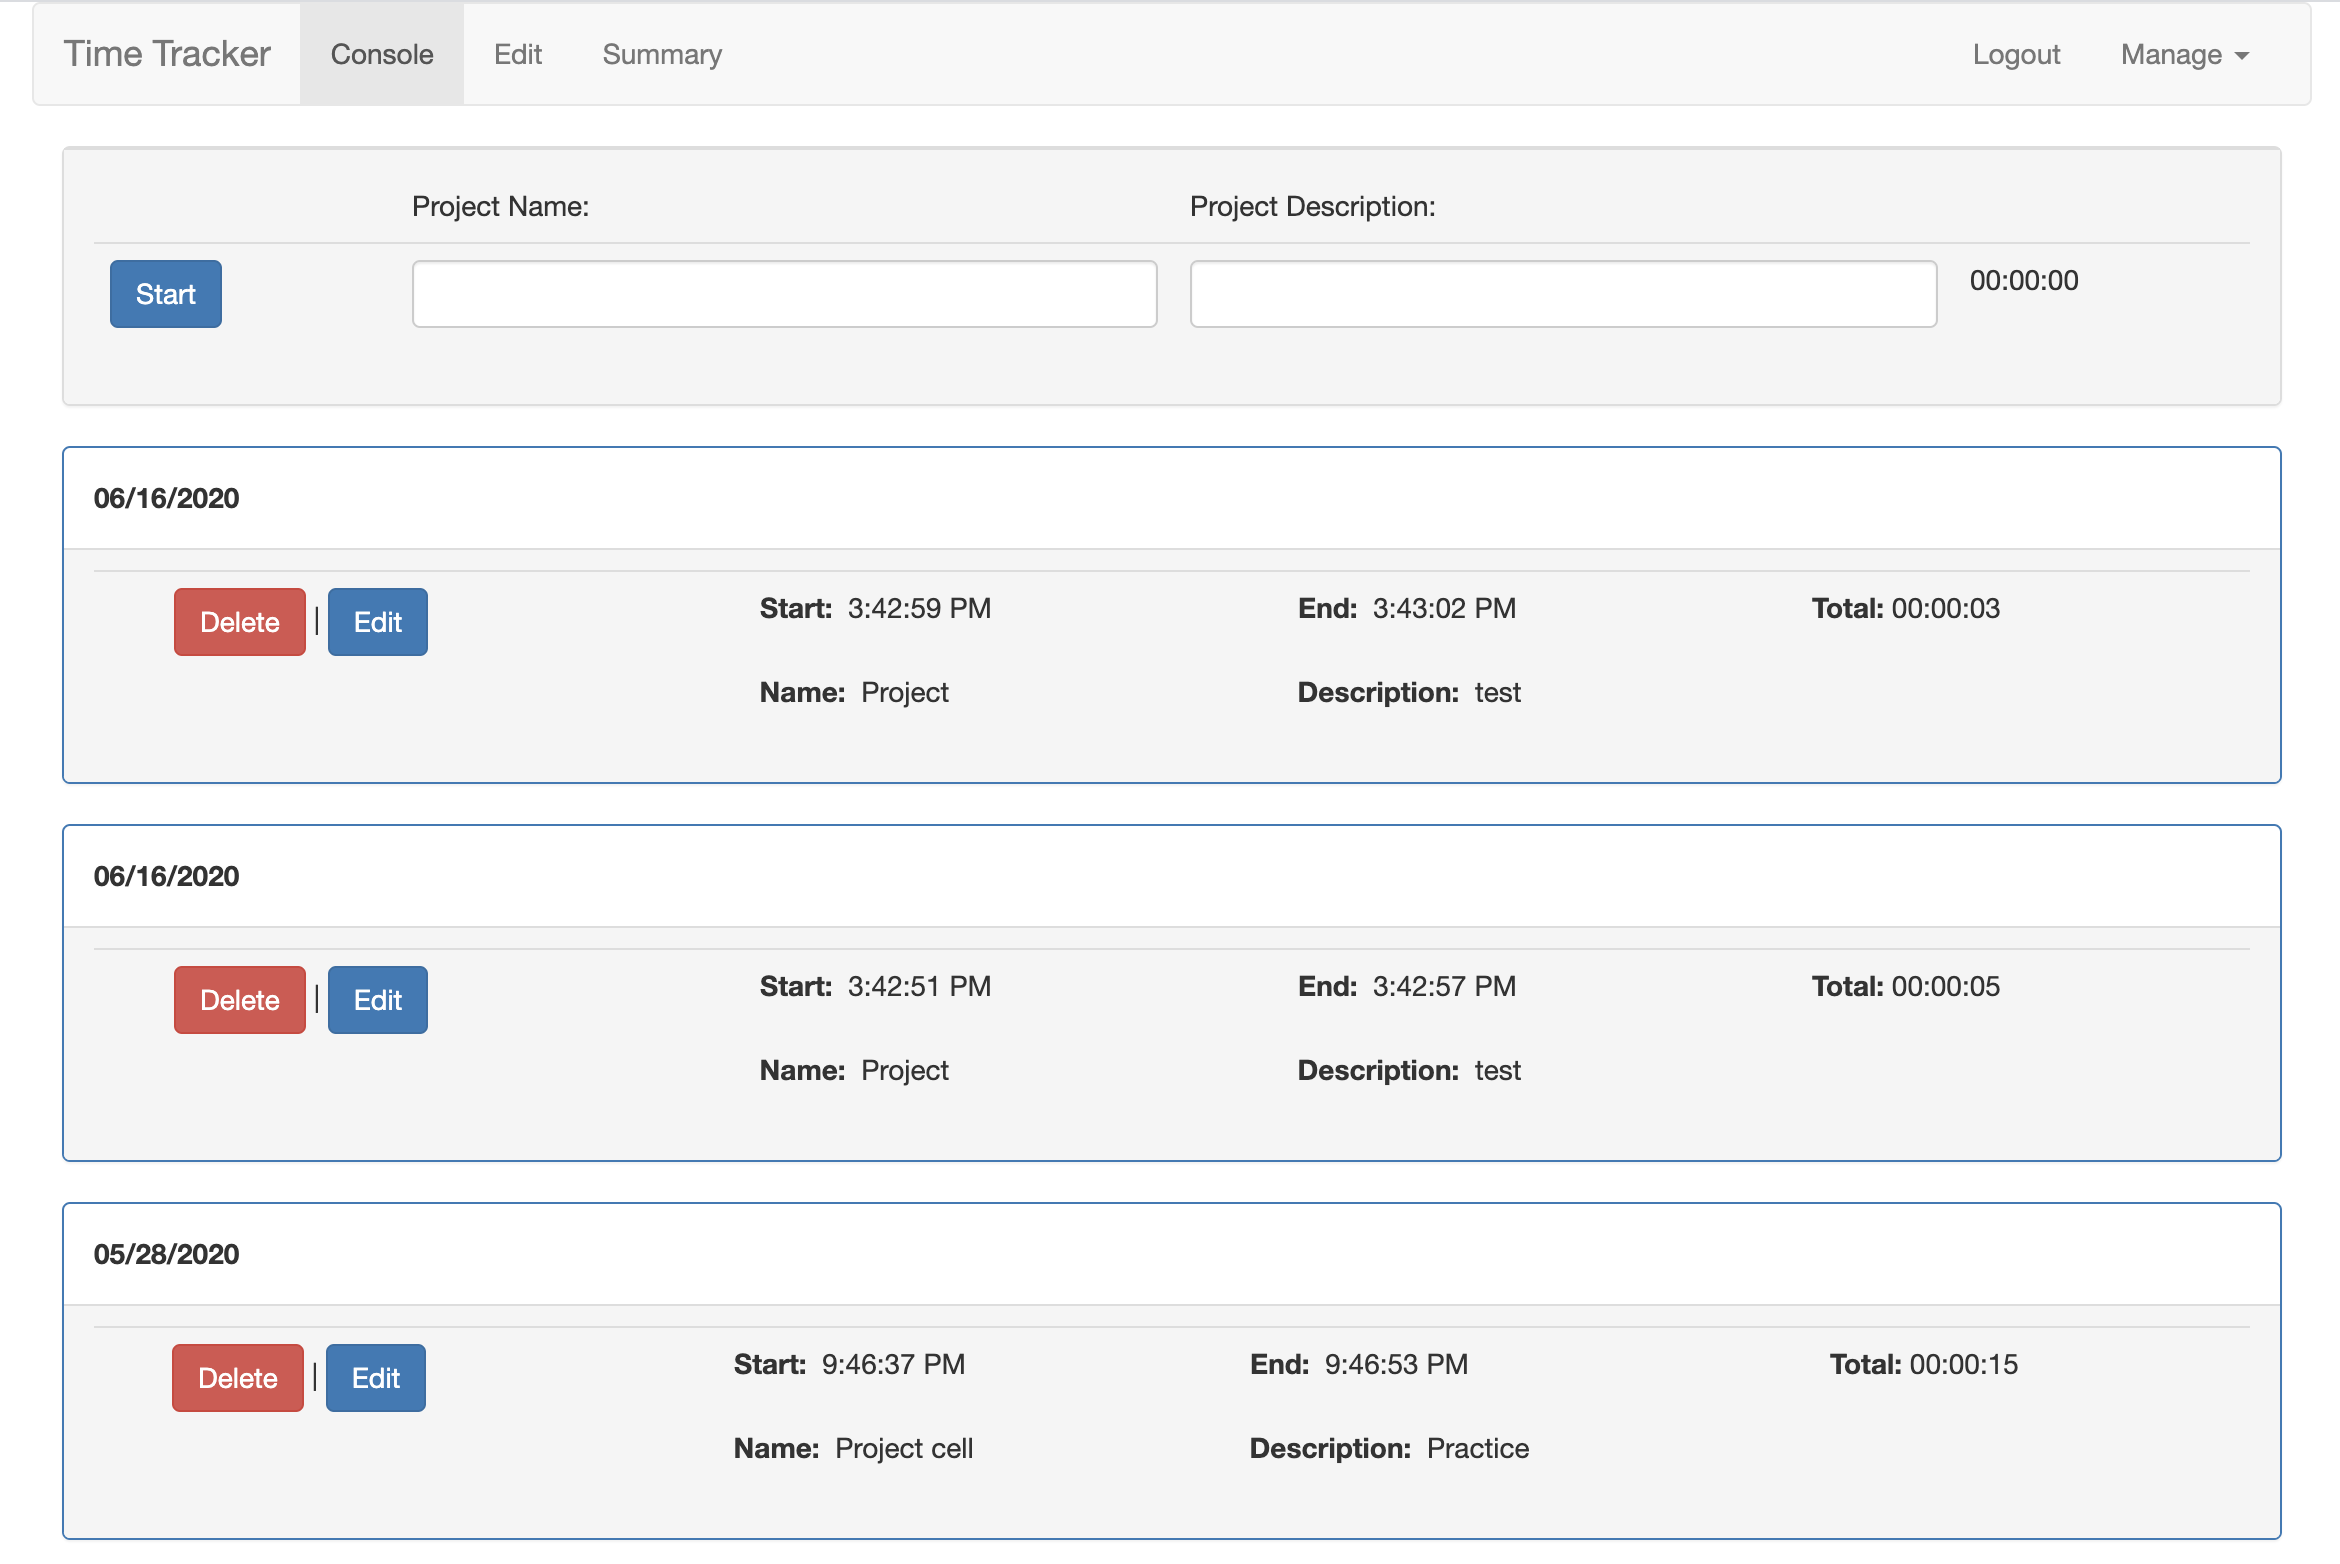 Time Tracker Console Edit Summary Logout Manage
Project Name: Project Description:
Start 00:00:00
06/16/2020
Delete | Edit Start: 3:42:59 PM End: 3:43:02 PM Total: 00:00:03
Name: Project Description: test
06/16/2020
Delete | Edit Start: 3:42:51 PM End: 3:42:57 PM Total: 00:00:05
Name: Project Description: test
05/28/2020
Delete | Edit Start: 9:46:37 PM End: 9:46:53 PM Total: 00:00:15
Name: Project cell Description: Practice